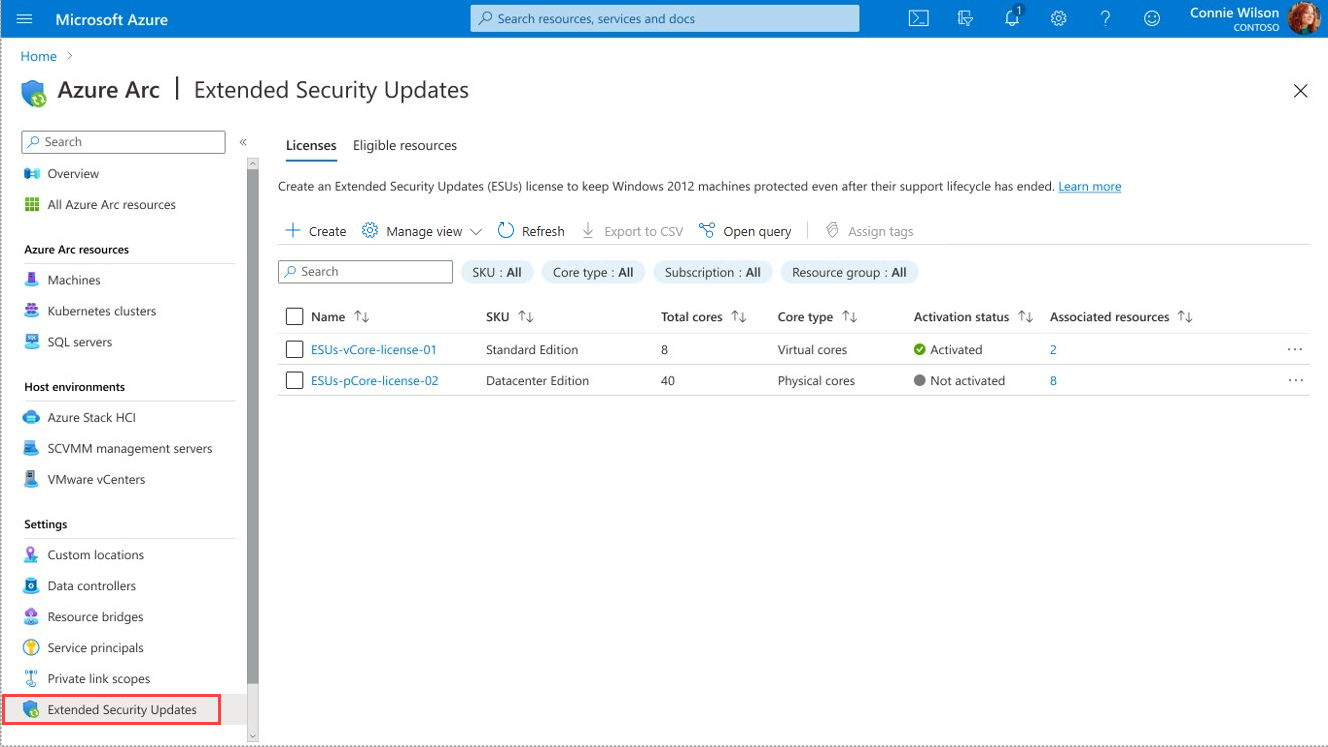 Microsoft Azure
Search resources, services and docs
1
Connie Wilson
CONTOSO
Home
Azure Arc | Extended Security Updates
Search
Overview
All Azure Arc resources
Azure Arc resources
Machines
Kubernetes clusters
SQL servers
Host environments
Azure Stack HCI
SCVMM management servers
VMware vCenters
Settings
Custom locations
Data controllers
Resource bridges
Service principals
Private link scopes
Extended Security Updates
Licenses Eligible resources
Create an Extended Security Updates (ESUs) license to keep Windows 2012 machines protected even after their support lifecycle has ended. Learn more
Create Manage view Refresh Export to CSV Open query Assign tags
Search SKU : All Core type : All Subscription : All Resource group : All
Name SKU Total cores Core type Activation status Associated resources
ESUs-vCore-license-01 Standard Edition 8 Virtual cores Activated 2
ESUs-pCore-license-02 Datacenter Edition 40 Physical cores Not activated 8